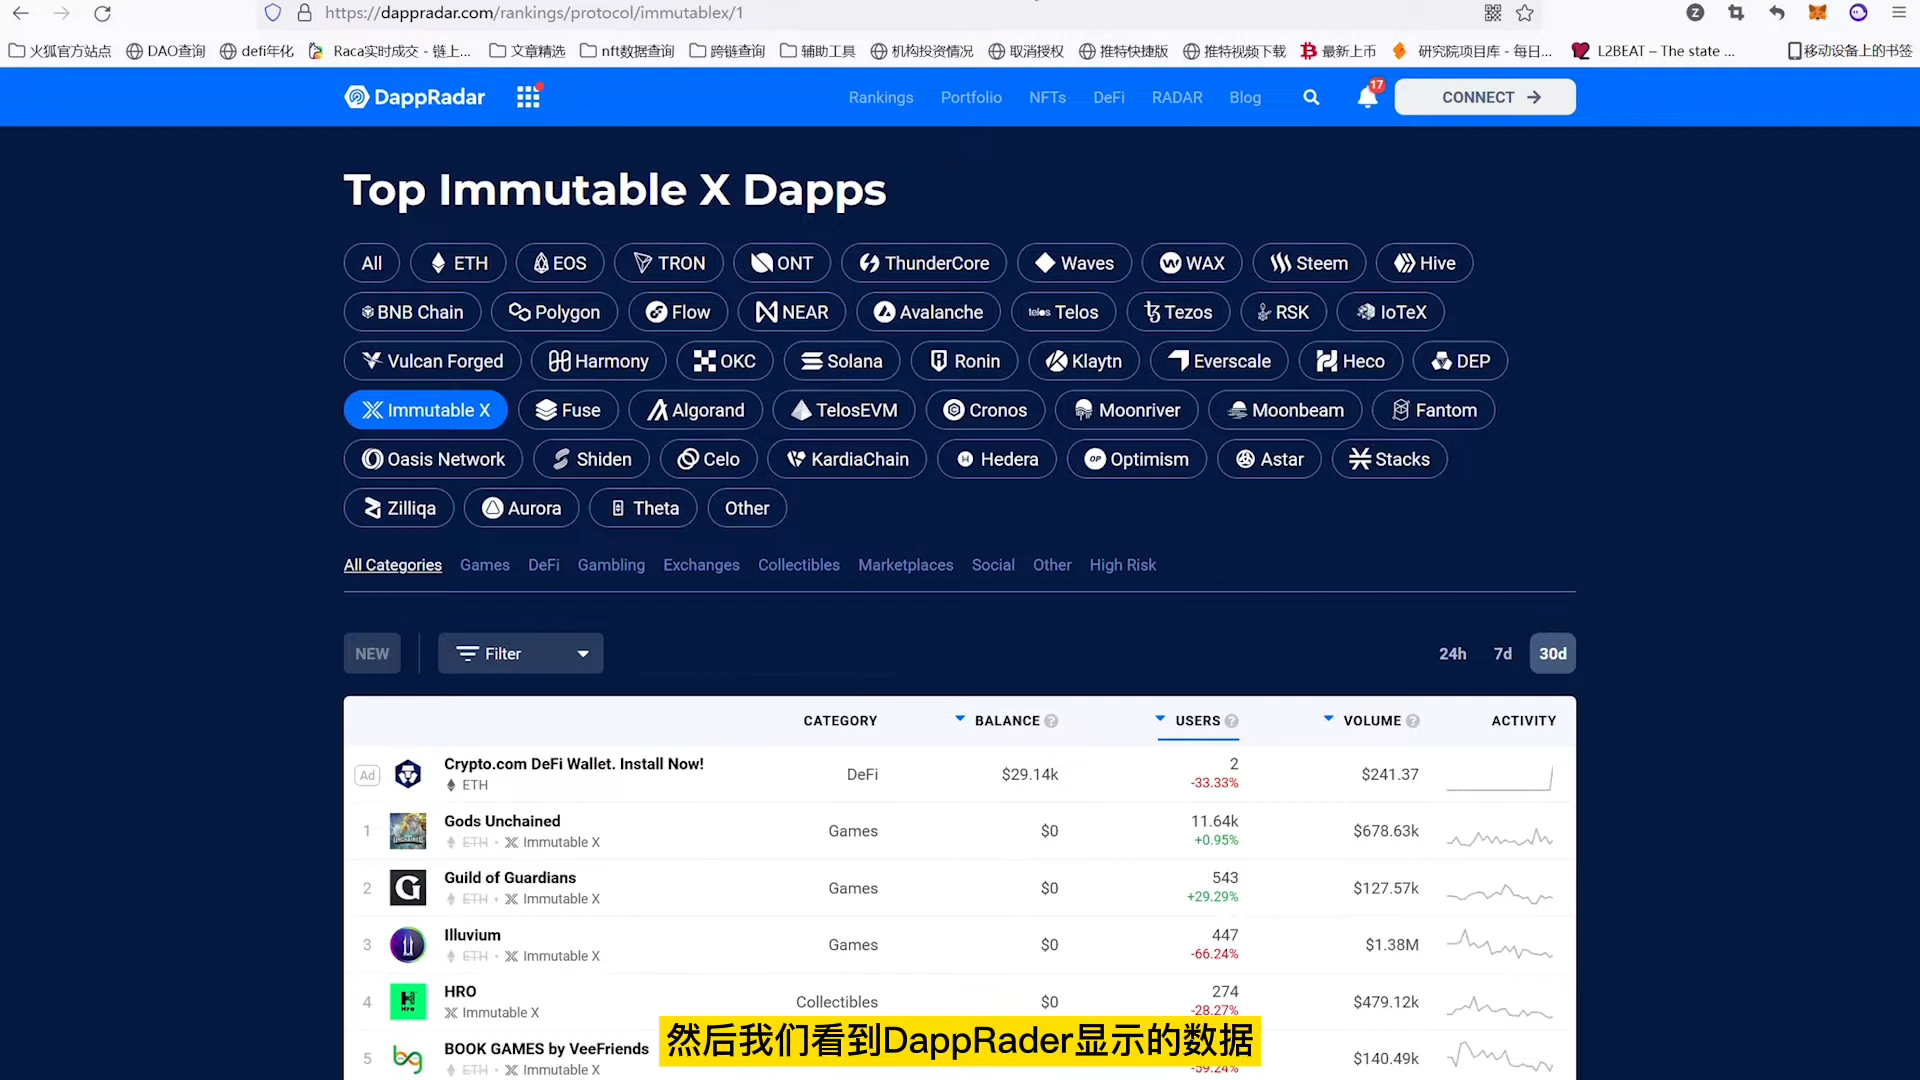 https://dappradar.com/rankings/protocol/immutablex/1
火狐官方站点 DAO查询 defi年化 Raca实时成交 - 链上... 文章精选 nft数据查询 跨链查询 辅助工具 机构投资情况 取消授权 推特快捷版 推特视频下载 最新上币 研究院项目库 - 每日... L2BEAT – The state ... 移动设备上的书签
DappRadar Rankings Portfolio NFTs DeFi RADAR Blog 17 CONNECT
Top Immutable X Dapps
All ETH EOS TRON ONT ThunderCore Waves WAX Steem Hive
BNB Chain Polygon Flow NEAR Avalanche telos Telos Tezos RSK IoTeX
Vulcan Forged Harmony OKC Solana Ronin Klaytn Everscale Heco DEP
Immutable X Fuse Algorand TelosEVM Cronos Moonriver Moonbeam Fantom
Oasis Network Shiden Celo KardiaChain Hedera OP Optimism Astar Stacks
Zilliqa Aurora Theta Other
All Categories Games DeFi Gambling Exchanges Collectibles Marketplaces Social Other High Risk
NEW Filter 24h 7d 30d
CATEGORY BALANCE ? USERS ? VOLUME ? ACTIVITY
Ad Crypto.com DeFi Wallet. Install Now! DeFi $29.14k 2 $241.37
ETH -33.33%
1 Gods Unchained Games $0 11.64k $678.63k
ETH • Immutable X +0.95%
2 Guild of Guardians Games $0 543 $127.57k
ETH • Immutable X +29.29%
3 Illuvium Games $0 447 $1.38M
ETH • Immutable X -66.24%
4 HRO Collectibles $0 274 $479.12k
Immutable X -28.27%
5 BOOK GAMES by VeeFriends $140.49k
ETH • Immutable X -59.24%
然后我们看到DappRader显示的数据